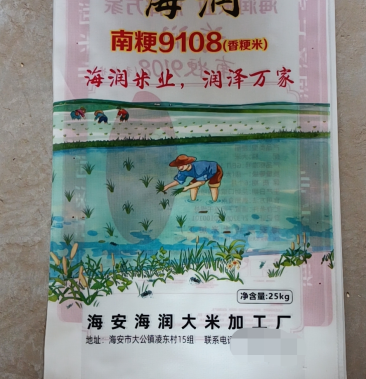 海润
南粳9108(香粳米)
海润米业，润泽万家
净含量:25kg
海安海润大米加工厂
地址：海安市大公镇凌东村15组 联系电话